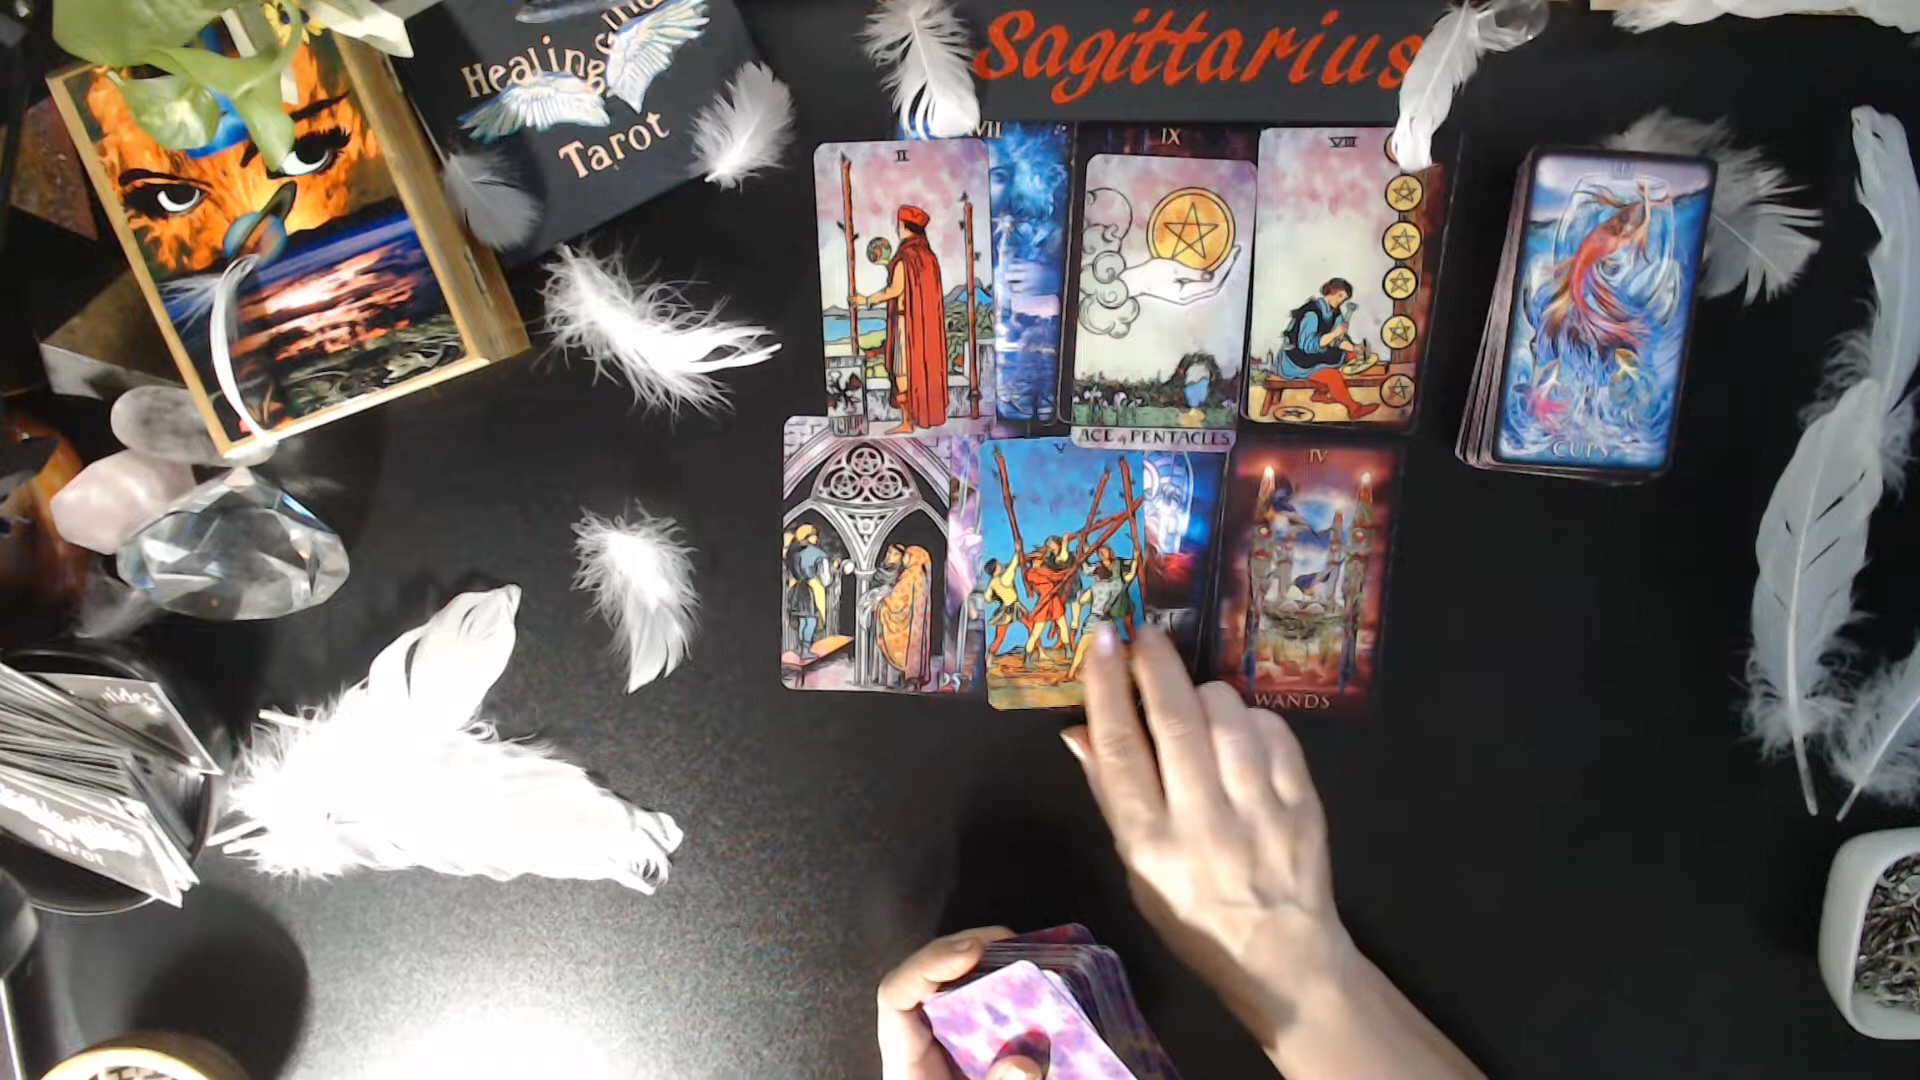 Healing
Tarot
Sagittarius
II
VII
IX
VIII
ACE of PENTACLES
CUPS
V
IV
WANDS
Tarot